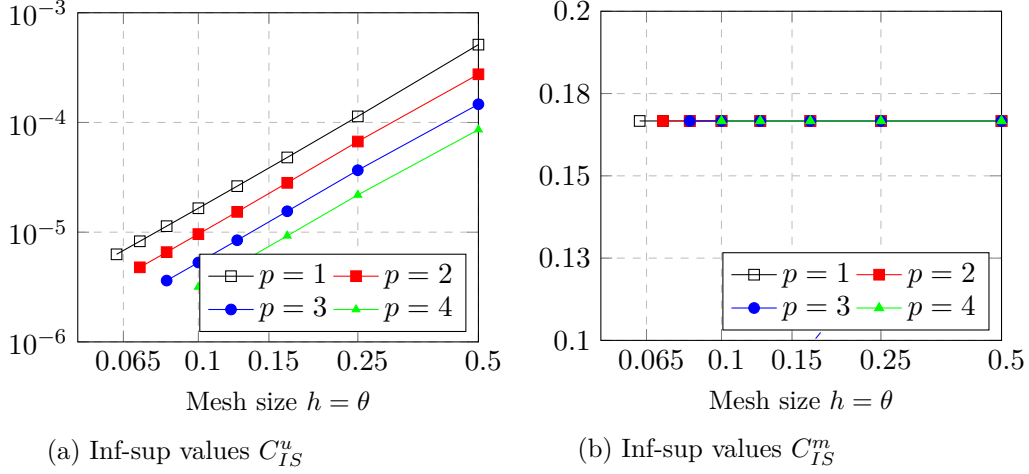 10^{-3}
10^{-4}
10^{-5}
10^{-6}
0.065 0.1 0.15 0.25 0.5
Mesh size h = θ
p = 1 p = 2
p = 3 p = 4
(a) Inf-sup values C_{IS}^{u}
0.2
0.18
0.15
0.13
0.1
0.065 0.1 0.15 0.25 0.5
Mesh size h = θ
p = 1 p = 2
p = 3 p = 4
(b) Inf-sup values C_{IS}^{m}